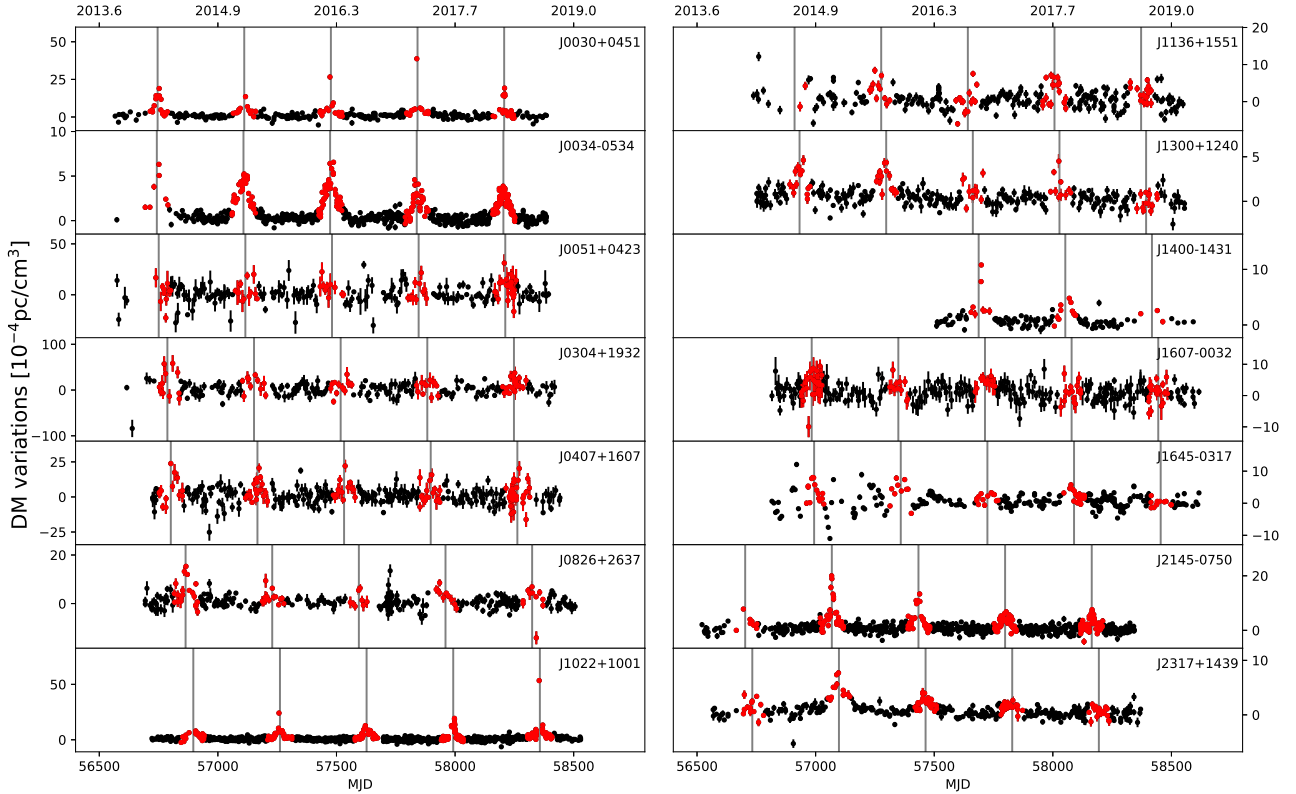 2013.6 2014.9 2016.3 2017.7 2019.0
2013.6 2014.9 2016.3 2017.7 2019.0
DM variations [10⁻⁴pc/cm³]
J0030+0451
50
25
0
J0034-0534
10
5
0
J0051+0423
50
0
J0304+1932
100
0
−100
J0407+1607
25
0
−25
J0826+2637
20
0
J1022+1001
50
0
56500 57000 57500 58000 58500
MJD
J1136+1551
20
10
0
J1300+1240
5
0
J1400-1431
10
0
J1607-0032
10
0
−10
J1645-0317
10
0
−10
J2145-0750
20
0
J2317+1439
10
0
56500 57000 57500 58000 58500
MJD